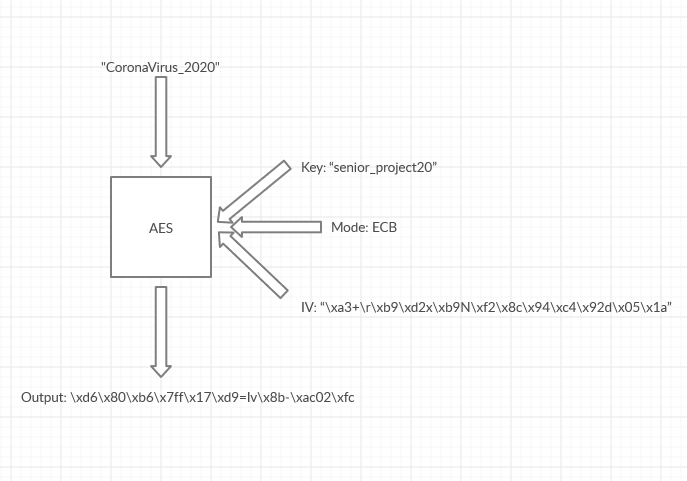 "CoronaVirus_2020"
Key: “senior_project20”
AES
Mode: ECB
IV: “\xa3+\r\xb9\xd2x\xb9N\xf2\x8c\x94\xc4\x92d\x05\x1a”
Output: \xd6\x80\xb6\x7ff\x17\xd9=Iv\x8b-\xac02\xfc